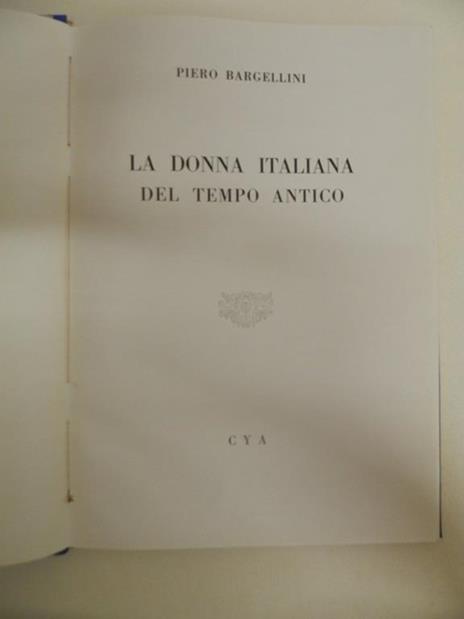 PIERO BARGELLINI
LA DONNA ITALIANA
DEL TEMPO ANTICO
CYA